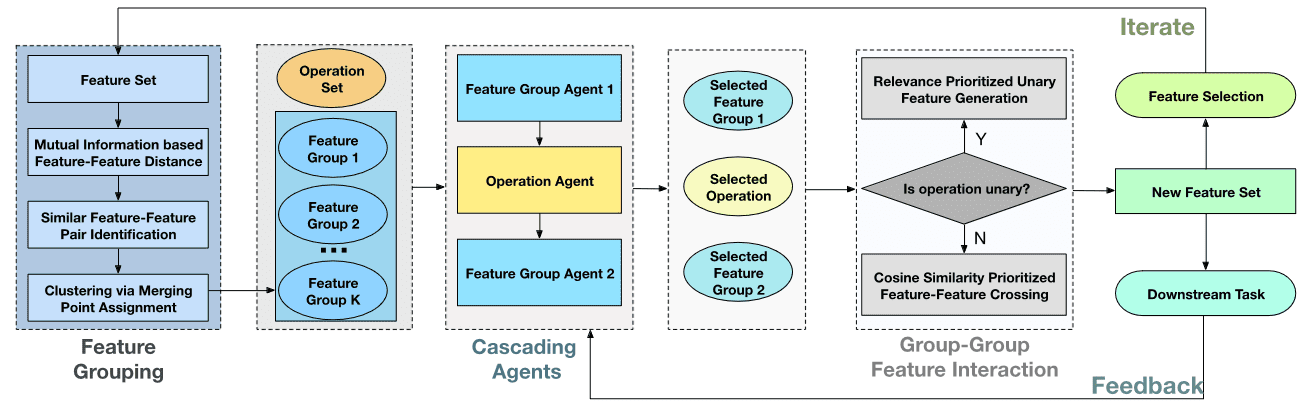 Iterate
Feature Set
Mutual Information based
Feature-Feature Distance
Similar Feature-Feature
Pair Identification
Clustering via Merging
Point Assignment
Feature
Grouping
Operation
Set
Feature
Group 1
Feature
Group 2
...
Feature
Group K
Feature Group Agent 1
Operation Agent
Feature Group Agent 2
Cascading
Agents
Selected
Feature
Group 1
Selected
Operation
Selected
Feature
Group 2
Relevance Prioritized Unary
Feature Generation
Y
Is operation unary?
N
Cosine Similarity Prioritized
Feature-Feature Crossing
Group-Group
Feature Interaction
Feature Selection
New Feature Set
Downstream Task
Feedback